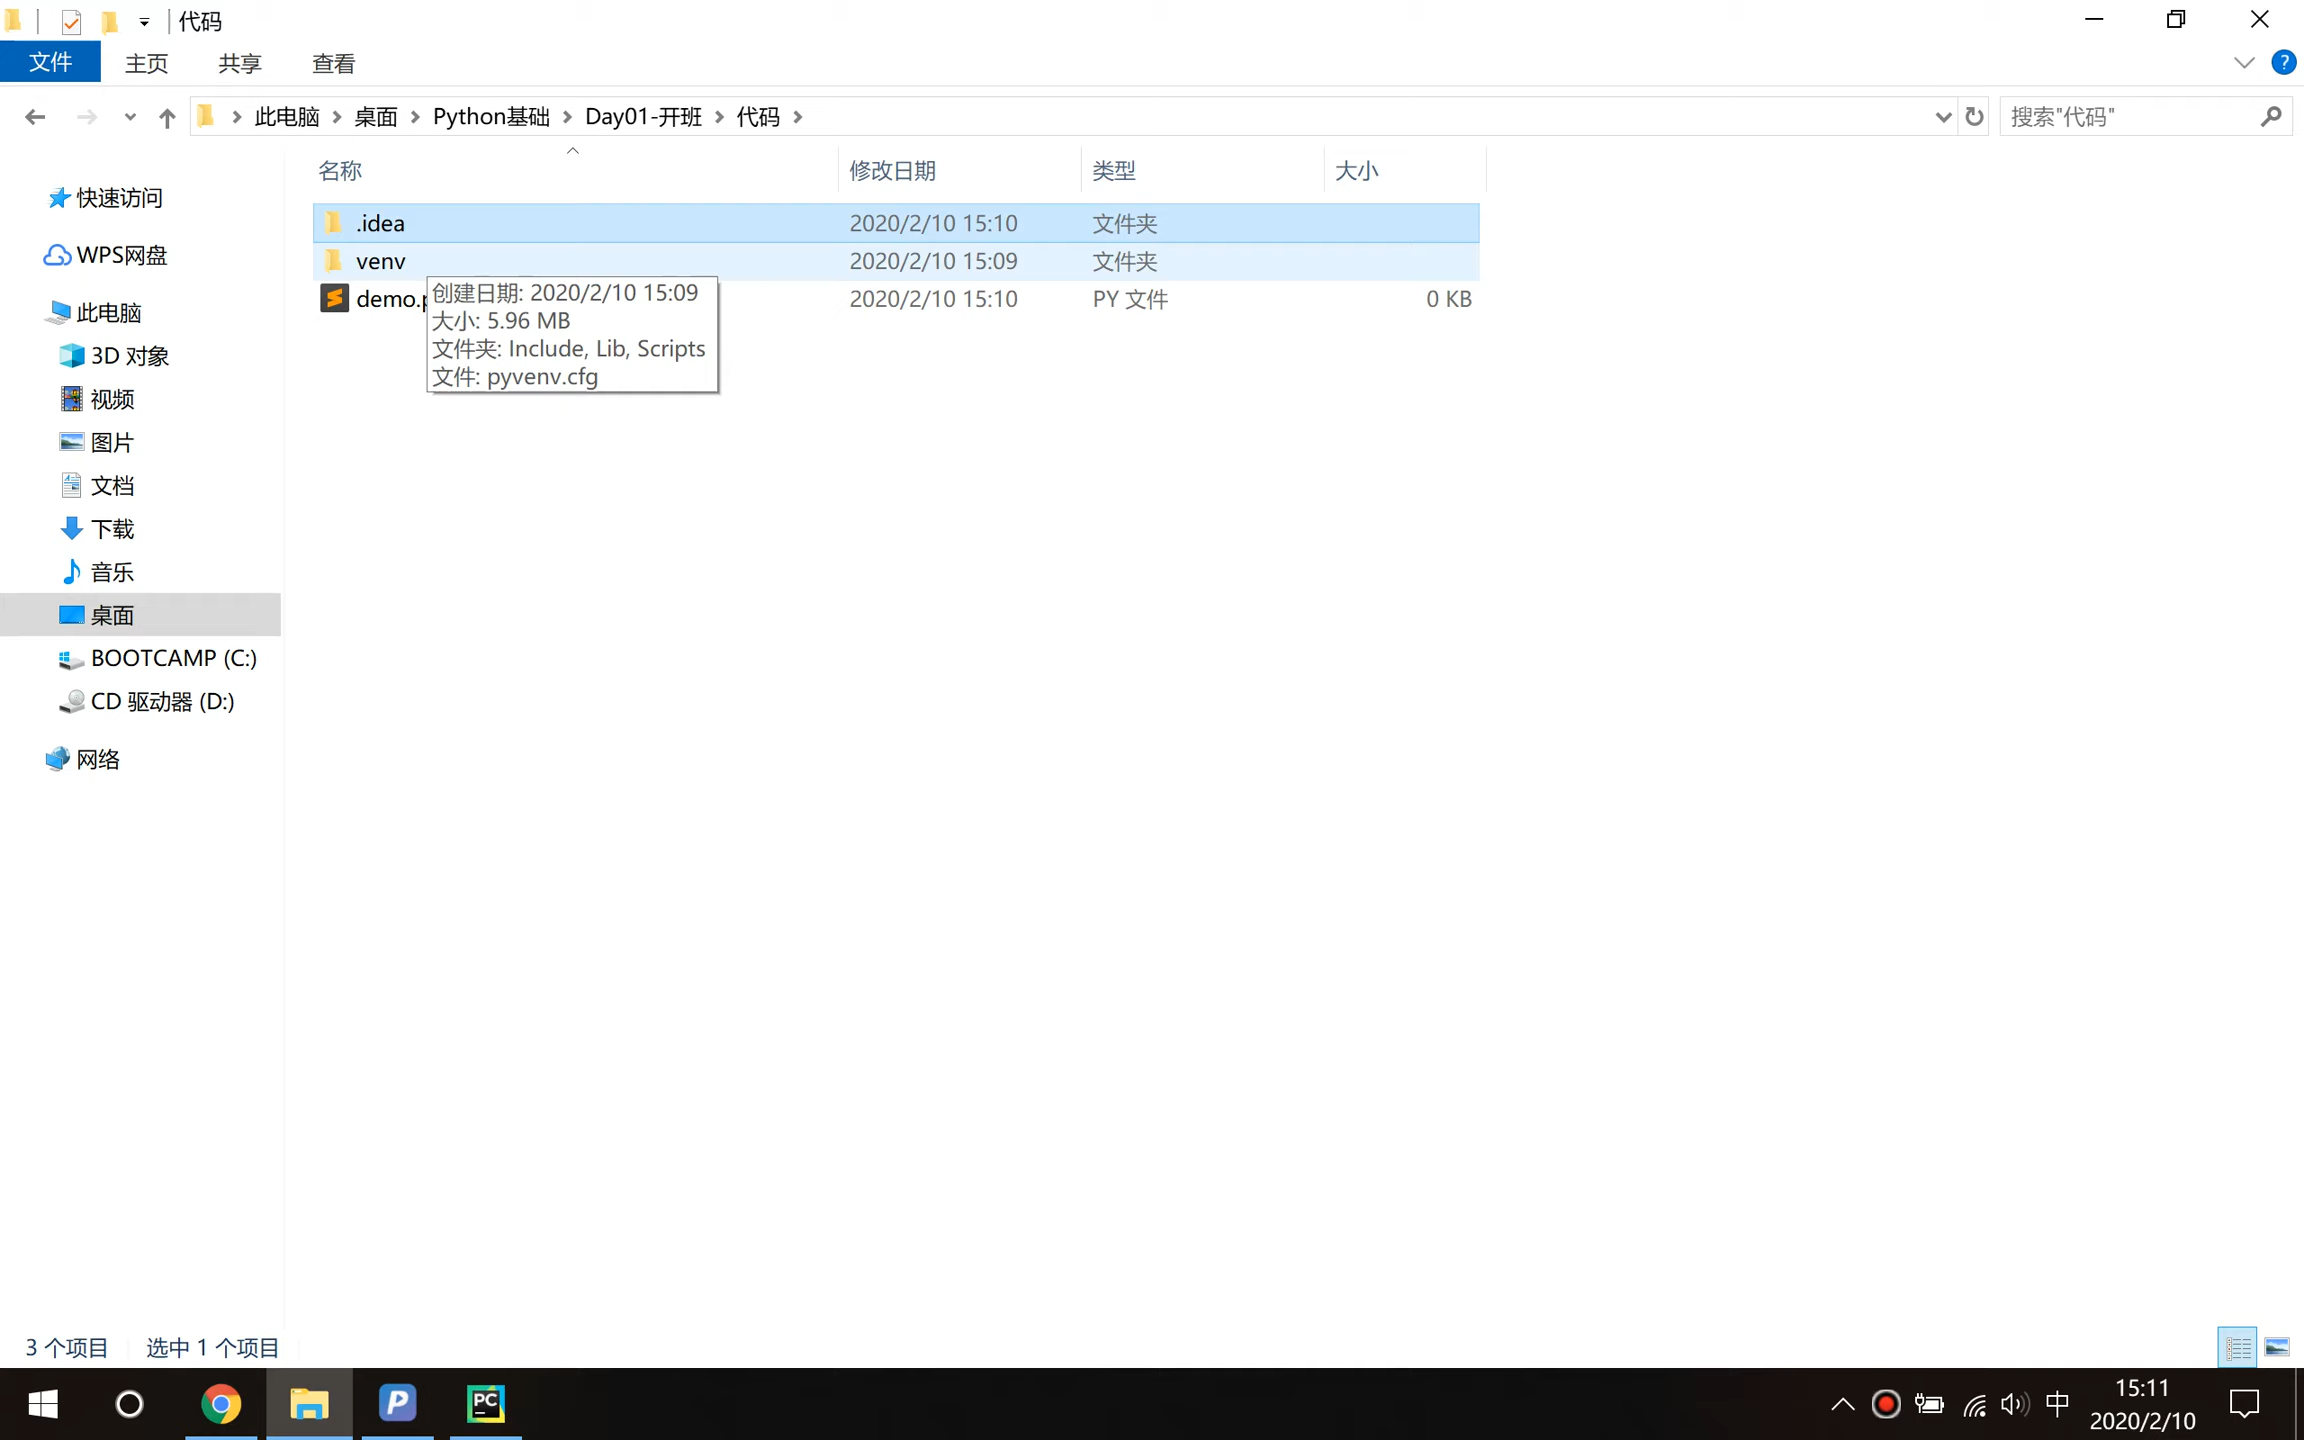 代码
文件 主页 共享 查看
此电脑 桌面 Python基础 Day01-开班 代码 搜索"代码"
名称 修改日期 类型 大小
快速访问
WPS网盘
此电脑
3D 对象
视频
图片
文档
下载
音乐
桌面
BOOTCAMP (C:)
CD 驱动器 (D:)
网络
.idea 2020/2/10 15:10 文件夹
venv 2020/2/10 15:09 文件夹
demo.p 2020/2/10 15:10 PY 文件 0 KB
创建日期: 2020/2/10 15:09
大小: 5.96 MB
文件夹: Include, Lib, Scripts
文件: pyvenv.cfg
3 个项目 选中 1 个项目
P PC 中 15:11
2020/2/10